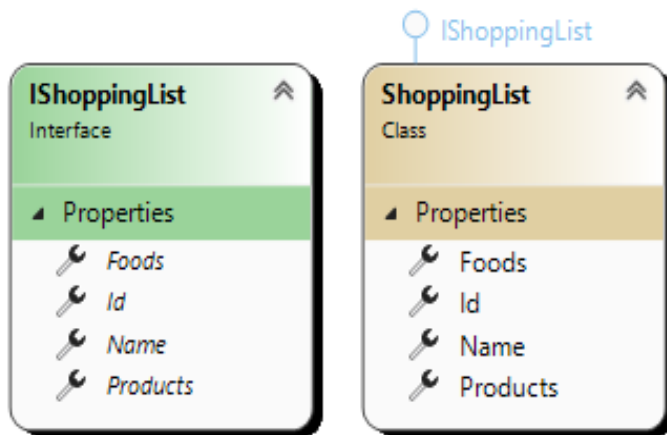 IShoppingList
IShoppingList
Interface
Properties
Foods
Id
Name
Products
ShoppingList
Class
Properties
Foods
Id
Name
Products